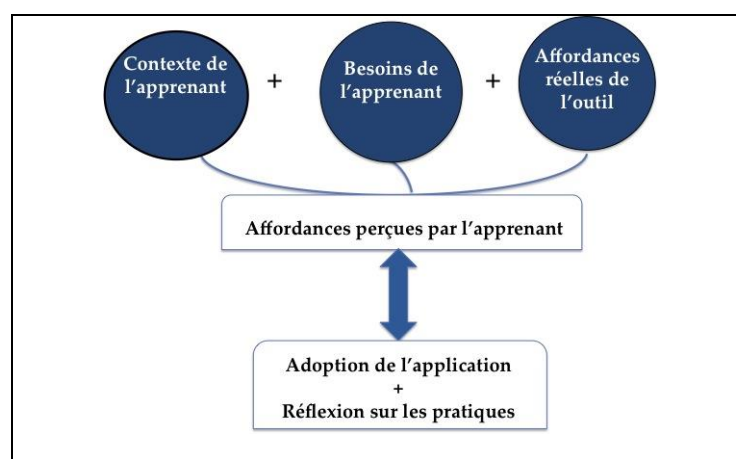 Contexte de
l'apprenant
+
Besoins de
l'apprenant
+
Affordances
réelles de
l'outil
Affordances perçues par l'apprenant
Adoption de l'application
+
Réflexion sur les pratiques